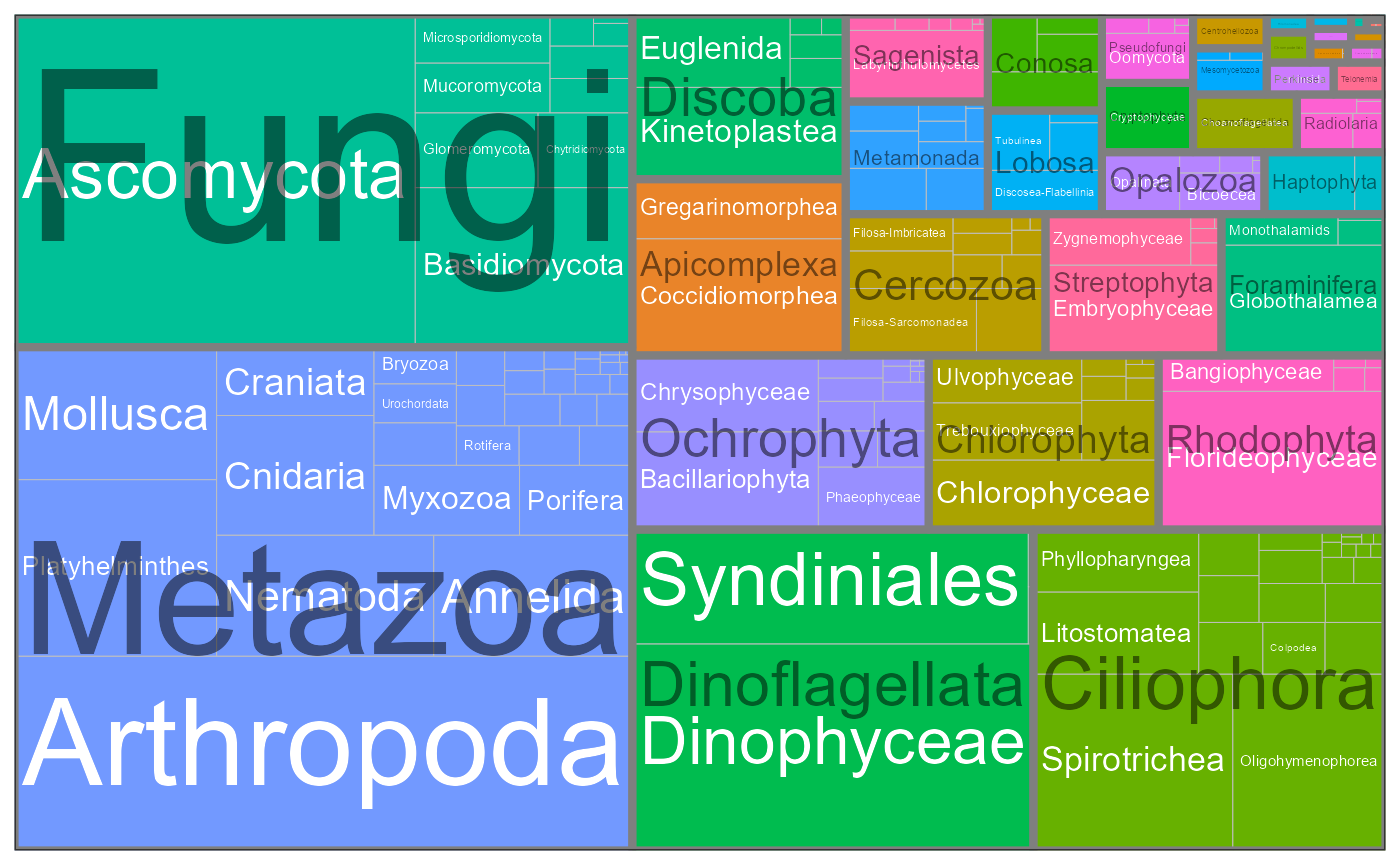 Fungi
Ascomycota
Microsporidiomycota
Mucoromycota
Glomeromycota
Chytridiomycota
Basidiomycota
Metazoa
Mollusca
Platyhelminthes
Craniata
Cnidaria
Bryozoa
Urochordata
Rotifera
Myxozoa
Porifera
Nematoda
Annelida
Arthropoda
Euglenida
Discoba
Kinetoplastea
Gregarinomorphea
Apicomplexa
Coccidiomorphea
Sagenista
Labyrinthulomycetes
Conosa
Metamonada
Tubulinea
Lobosa
Discosea-Flabellinia
Pseudofungi
Oomycota
Cryptophyceae
Centroheliozoa
Mesomycetozoa
Telonemia
Choanoflagellatea
Radiolaria
Opalinata
Opalozoa
Bicoecea
Haptophyta
Filosa-Imbricatea
Cercozoa
Filosa-Sarcomonadea
Zygnemophyceae
Streptophyta
Embryophyceae
Monothalamids
Foraminifera
Globothalamea
Chrysophyceae
Ochrophyta
Bacillariophyta
Phaeophyceae
Ulvophyceae
Trebouxiophyceae
Chlorophyta
Chlorophyceae
Bangiophyceae
Rhodophyta
Florideophyceae
Syndiniales
Dinoflagellata
Dinophyceae
Phyllopharyngea
Litostomatea
Colpodea
Ciliophora
Spirotrichea
Oligohymenophorea